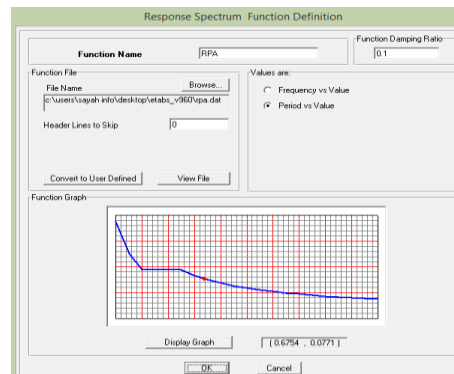 Response Spectrum Function Definition
Function Damping Ratio
Function Name
RPA
0.1
Function File
Values are:
File Name
Browse...
Frequency vs Value
c:\users\sayah info\desktop\etabs_v960\rpa.dat
Period vs Value
Header Lines to Skip
0
Convert to User Defined
View File
Function Graph
Display Graph
(0.6754 , 0.0771 )
OK
Cancel